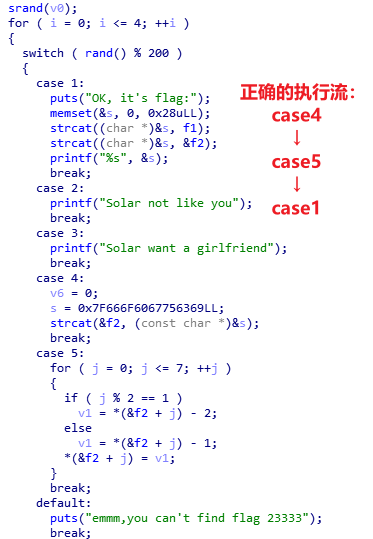 srand(v0);
for ( i = 0; i <= 4; ++i )
{
  switch ( rand() % 200 )
  {
    case 1:
      puts("OK, it's flag:");
      memset(&s, 0, 0x28uLL);
      strcat((char *)&s, f1);
      strcat((char *)&s, &f2);
      printf("%s", &s);
      break;
    case 2:
      printf("Solar not like you");
      break;
    case 3:
      printf("Solar want a girlfriend");
      break;
    case 4:
      v6 = 0;
      s = 0x7F666F6067756369LL;
      strcat(&f2, (const char *)&s);
      break;
    case 5:
      for ( j = 0; j <= 7; ++j )
      {
        if ( j % 2 == 1 )
          v1 = *(&f2 + j) - 2;
        else
          v1 = *(&f2 + j) - 1;
        *(&f2 + j) = v1;
      }
      break;
    default:
      puts("emmm,you can't find flag 23333");
      break;
正确的执行流：
case4
↓
case5
↓
case1